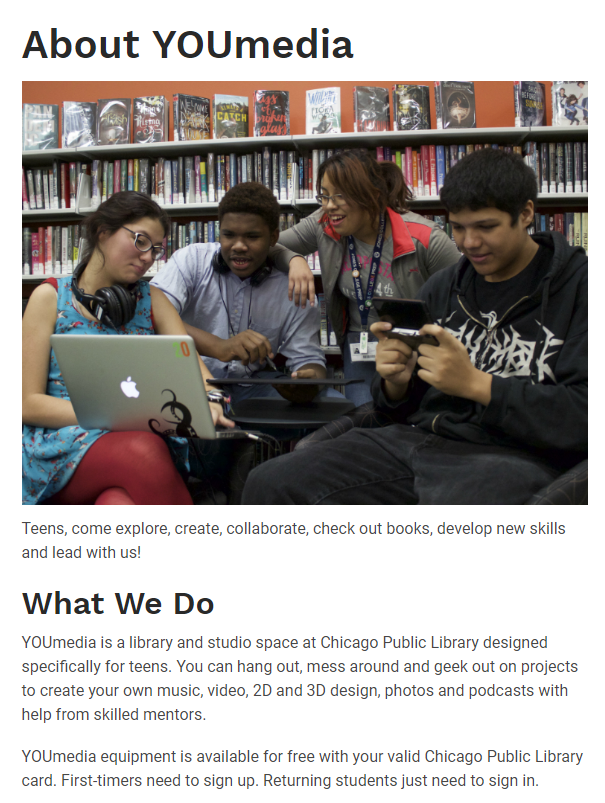 About YOUmedia
CATCH
Teens, come explore, create, collaborate, check out books, develop new skills
and lead with us!
What We Do
YOUmedia is a library and studio space at Chicago Public Library designed
specifically for teens. You can hang out, mess around and geek out on projects
to create your own music, video, 2D and 3D design, photos and podcasts with
help from skilled mentors.
YOUmedia equipment is available for free with your valid Chicago Public Library
card. First-timers need to sign up. Returning students just need to sign in.